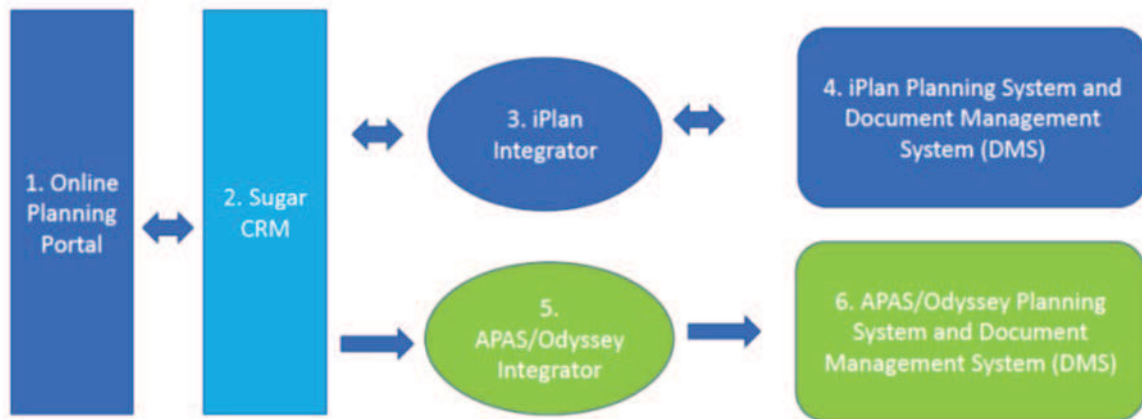 1. Online
Planning
Portal
2. Sugar
CRM
3. iPlan
Integrator
4. iPlan Planning System and
Document Management
System (DMS)
5.
APAS/Odyssey
Integrator
6. APAS/Odyssey Planning
System and Document
Management System (DMS)